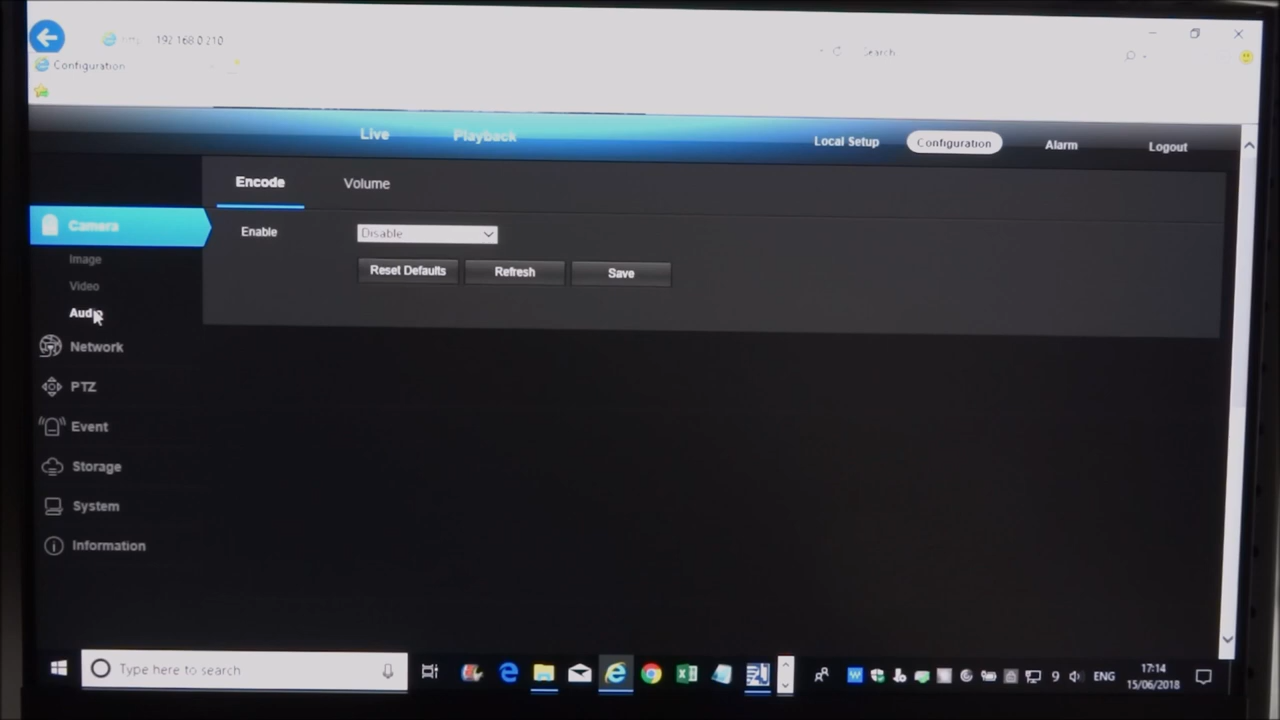 192.168.0.210
Search
Configuration
Live Playback Local Setup Configuration Alarm Logout
Encode Volume
Camera
Enable Disable
Image
Reset Defaults Refresh Save
Video
Audio
Network
PTZ
Event
Storage
System
Information
Type here to search
9 ENG 17:14
15/06/2018